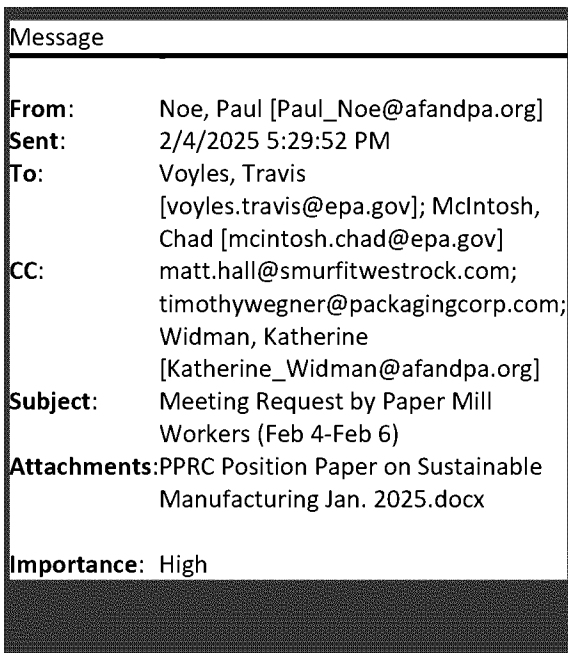 Message
From: Noe, Paul [Paul_Noe@afandpa.org]
Sent: 2/4/2025 5:29:52 PM
To: Voyles, Travis
[voyles.travis@epa.gov]; McIntosh,
Chad [mcintosh.chad@epa.gov]
CC: matt.hall@smurfitwestrock.com;
timothywegner@packagingcorp.com;
Widman, Katherine
[Katherine_Widman@afandpa.org]
Subject: Meeting Request by Paper Mill
Workers (Feb 4-Feb 6)
Attachments:PPRC Position Paper on Sustainable
Manufacturing Jan. 2025.docx
Importance: High